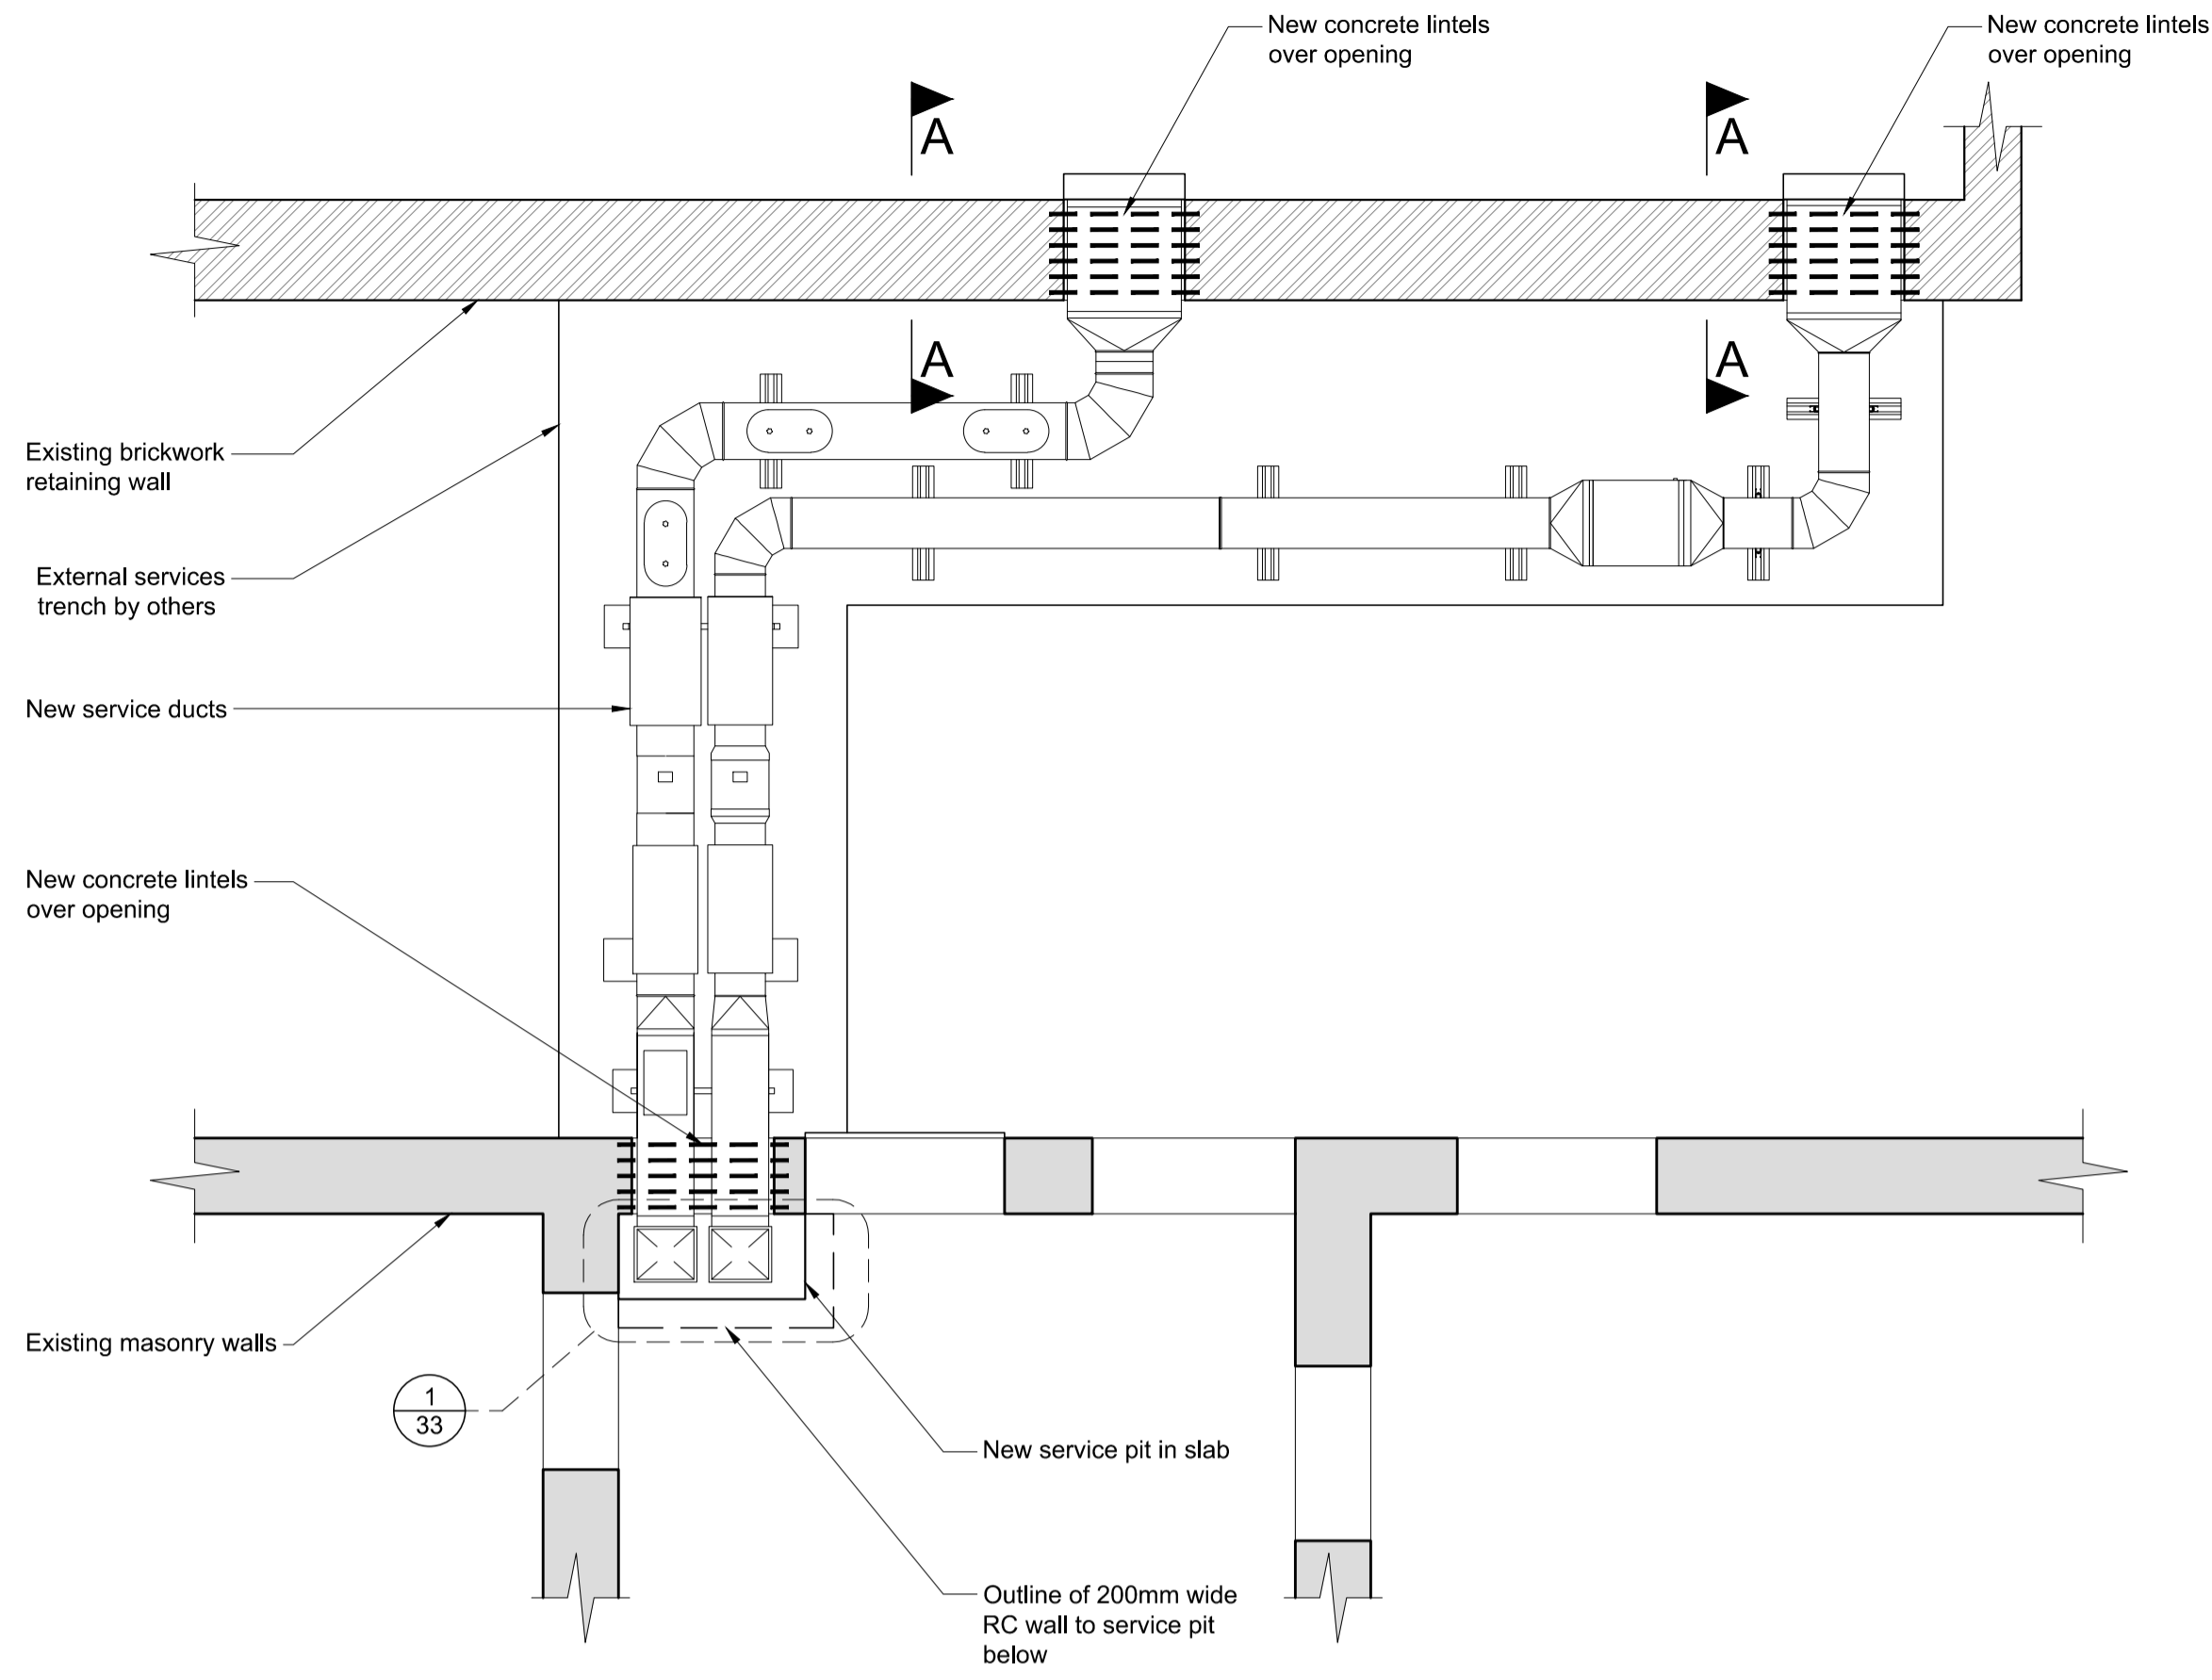 New concrete lintels
over opening
New concrete lintels
over opening
A
A
A
A
Existing brickwork
retaining wall
External services
trench by others
New service ducts
New concrete lintels
over opening
Existing masonry walls
1
33
New service pit in slab
Outline of 200mm wide
RC wall to service pit
below